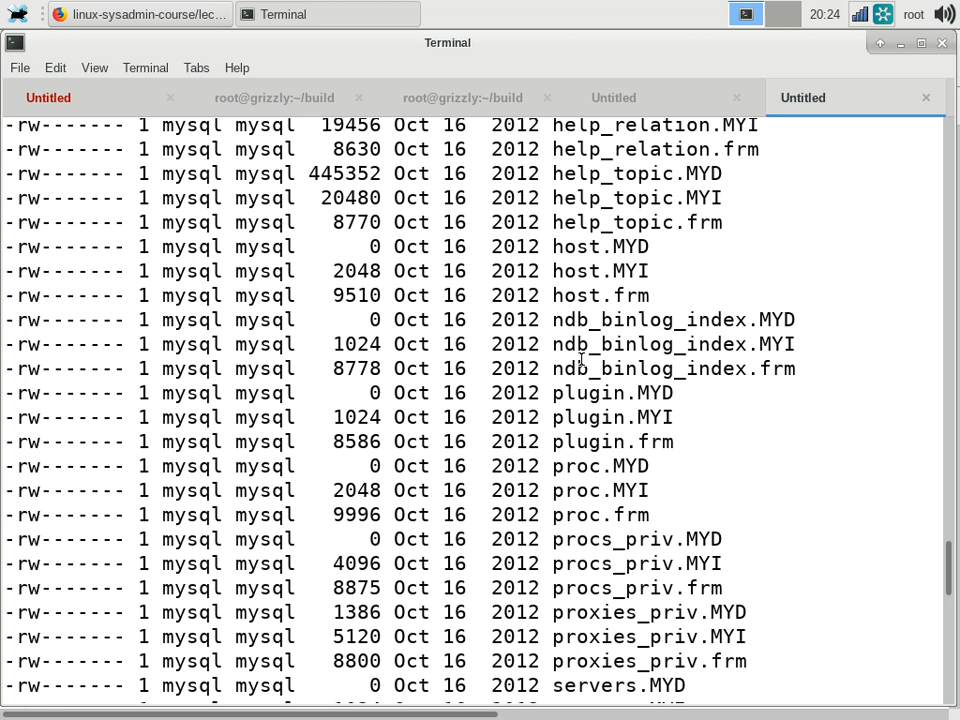 linux-sysadmin-course/lec...
Terminal
20:24
root
Terminal
File Edit View Terminal Tabs Help
Untitled
root@grizzly:~/build
root@grizzly:~/build
Untitled
Untitled
-rw------- 1 mysql mysql 19456 Oct 16 2012 help_relation.MYI
-rw------- 1 mysql mysql 8630 Oct 16 2012 help_relation.frm
-rw------- 1 mysql mysql 445352 Oct 16 2012 help_topic.MYD
-rw------- 1 mysql mysql 20480 Oct 16 2012 help_topic.MYI
-rw------- 1 mysql mysql 8770 Oct 16 2012 help_topic.frm
-rw------- 1 mysql mysql 0 Oct 16 2012 host.MYD
-rw------- 1 mysql mysql 2048 Oct 16 2012 host.MYI
-rw------- 1 mysql mysql 9510 Oct 16 2012 host.frm
-rw------- 1 mysql mysql 0 Oct 16 2012 ndb_binlog_index.MYD
-rw------- 1 mysql mysql 1024 Oct 16 2012 ndb_binlog_index.MYI
-rw------- 1 mysql mysql 8778 Oct 16 2012 ndb_binlog_index.frm
-rw------- 1 mysql mysql 0 Oct 16 2012 plugin.MYD
-rw------- 1 mysql mysql 1024 Oct 16 2012 plugin.MYI
-rw------- 1 mysql mysql 8586 Oct 16 2012 plugin.frm
-rw------- 1 mysql mysql 0 Oct 16 2012 proc.MYD
-rw------- 1 mysql mysql 2048 Oct 16 2012 proc.MYI
-rw------- 1 mysql mysql 9996 Oct 16 2012 proc.frm
-rw------- 1 mysql mysql 0 Oct 16 2012 procs_priv.MYD
-rw------- 1 mysql mysql 4096 Oct 16 2012 procs_priv.MYI
-rw------- 1 mysql mysql 8875 Oct 16 2012 procs_priv.frm
-rw------- 1 mysql mysql 1386 Oct 16 2012 proxies_priv.MYD
-rw------- 1 mysql mysql 5120 Oct 16 2012 proxies_priv.MYI
-rw------- 1 mysql mysql 8800 Oct 16 2012 proxies_priv.frm
-rw------- 1 mysql mysql 0 Oct 16 2012 servers.MYD